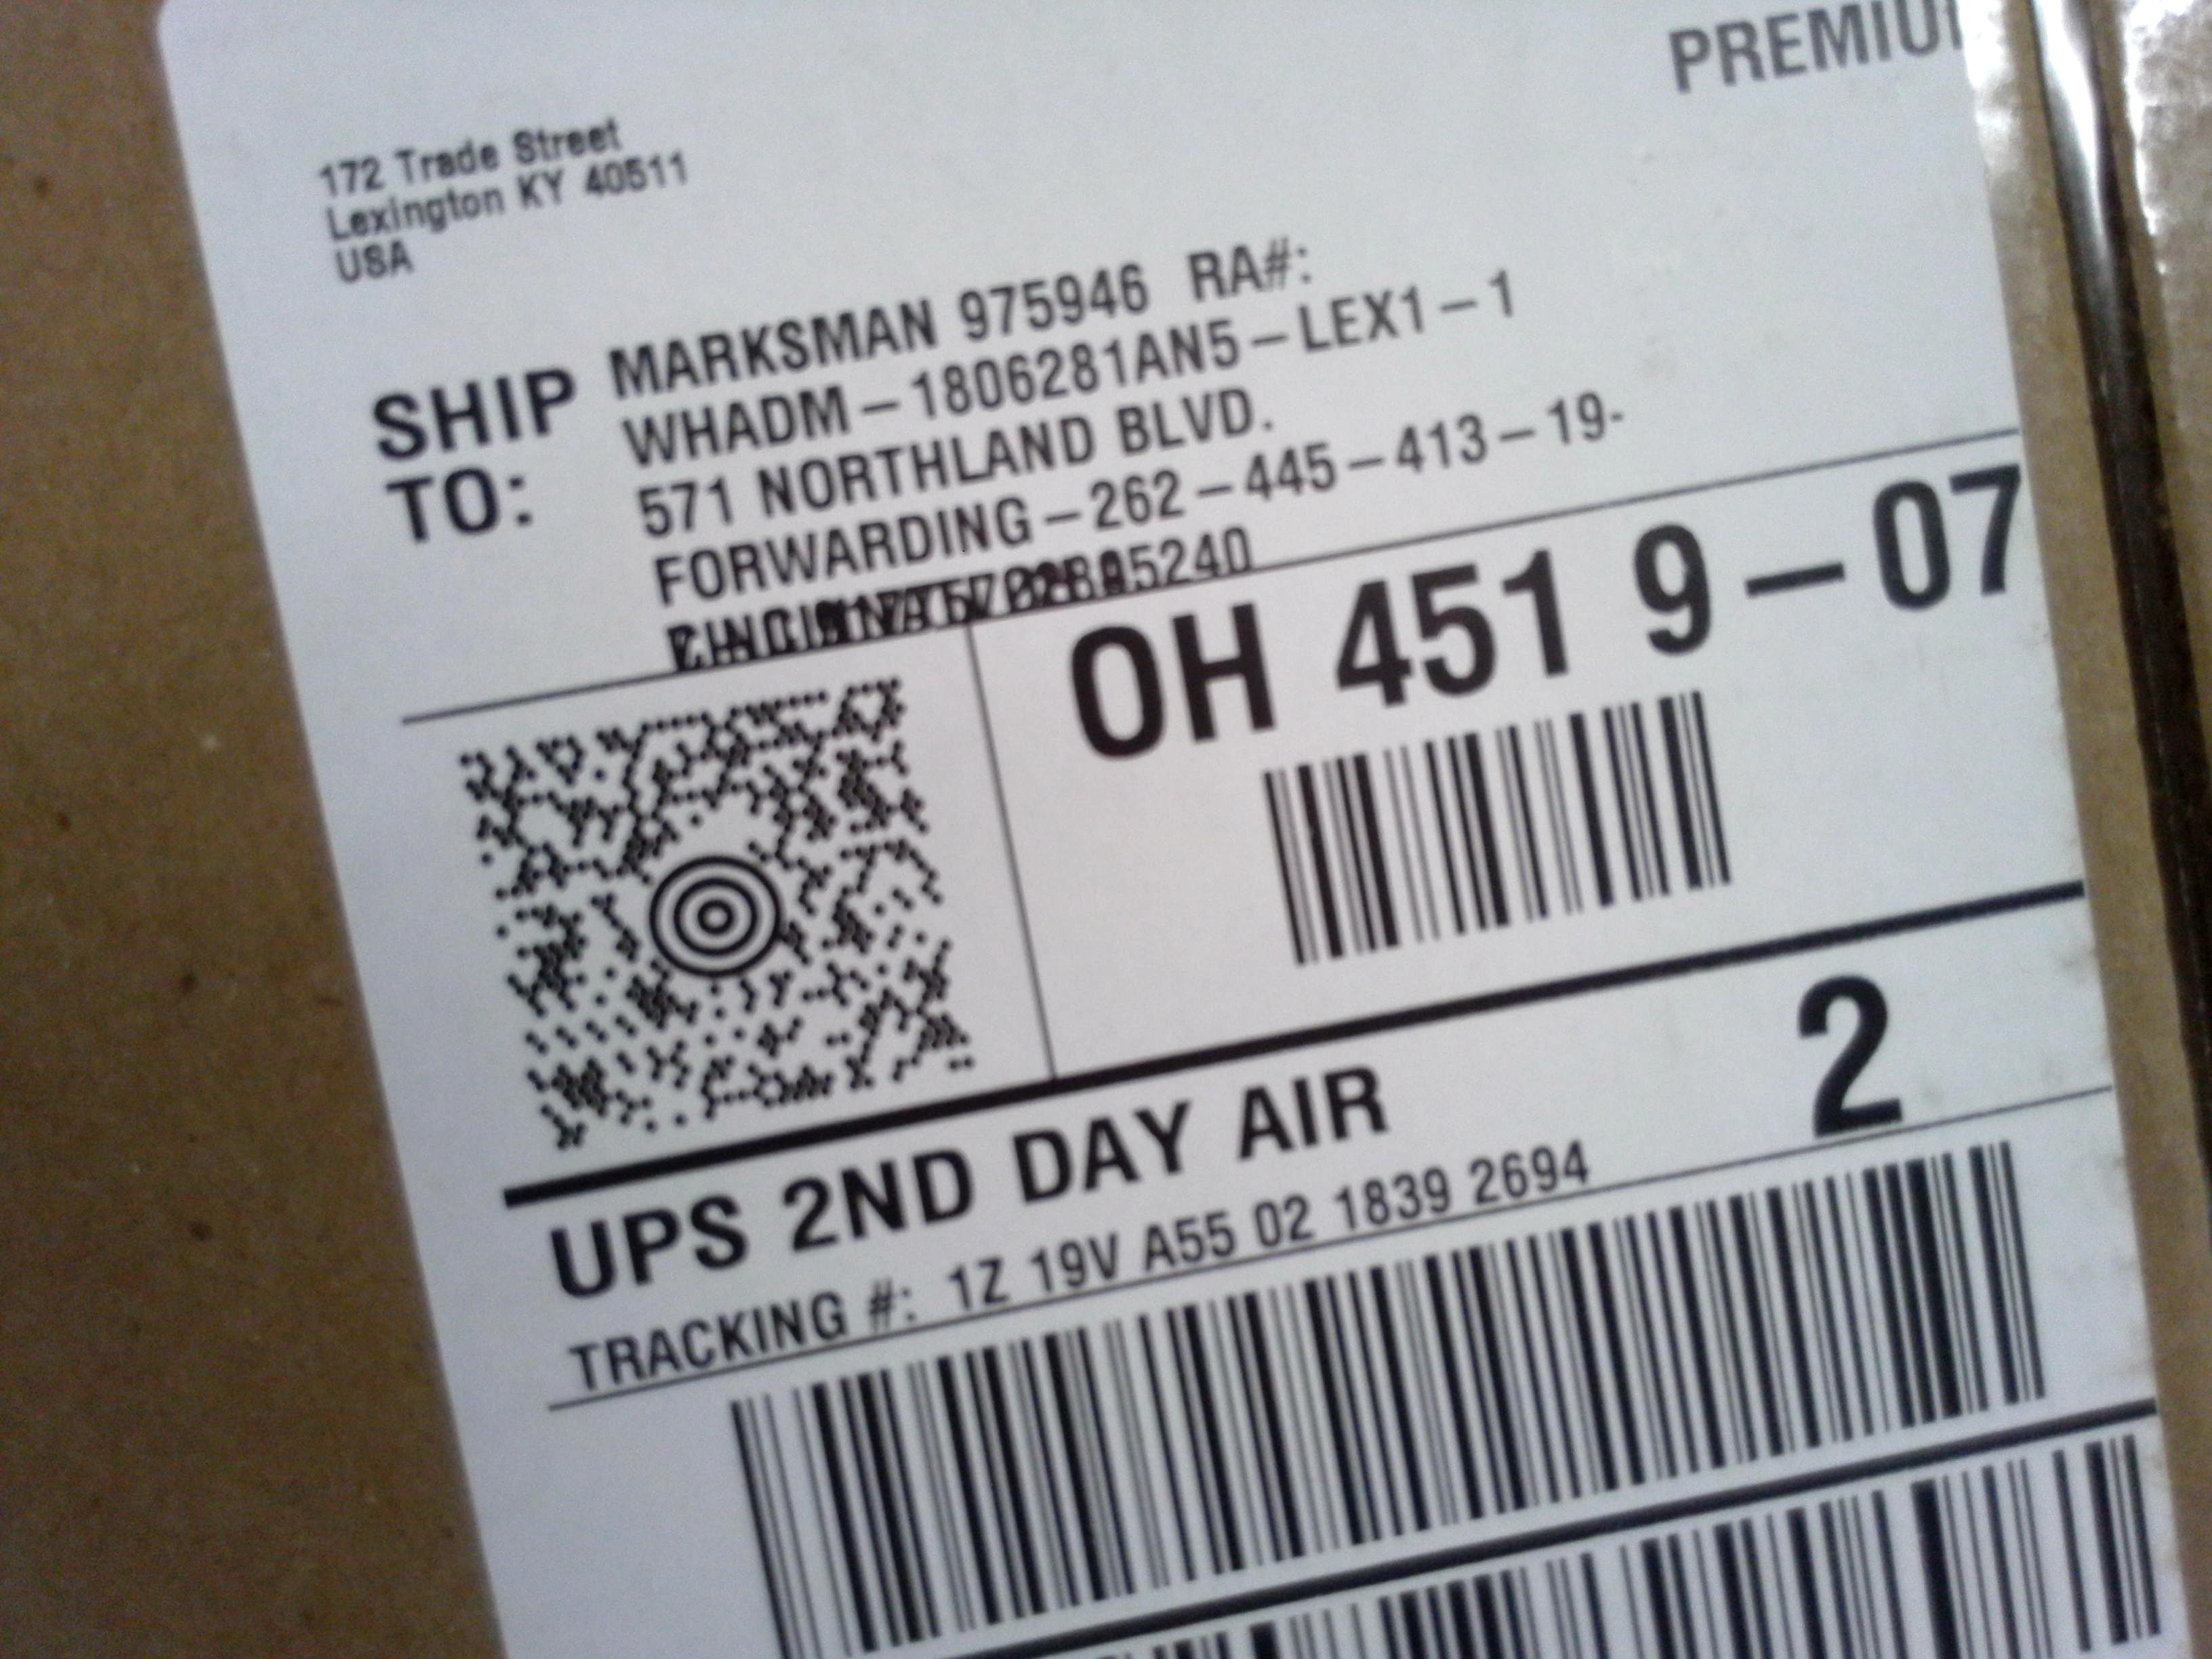 PREMIU
172 Trade Street
Lexington KY 40511
USA
SHIP TO:
MARKSMAN 975946 RA#:
WHADM-1806281AN5-LEX1-1
571 NORTHLAND BLVD.
FORWARDING-262-445-413-19-
OH 451 9-07
UPS 2ND DAY AIR
2
TRACKING #: 1Z 19V A55 02 1839 2694